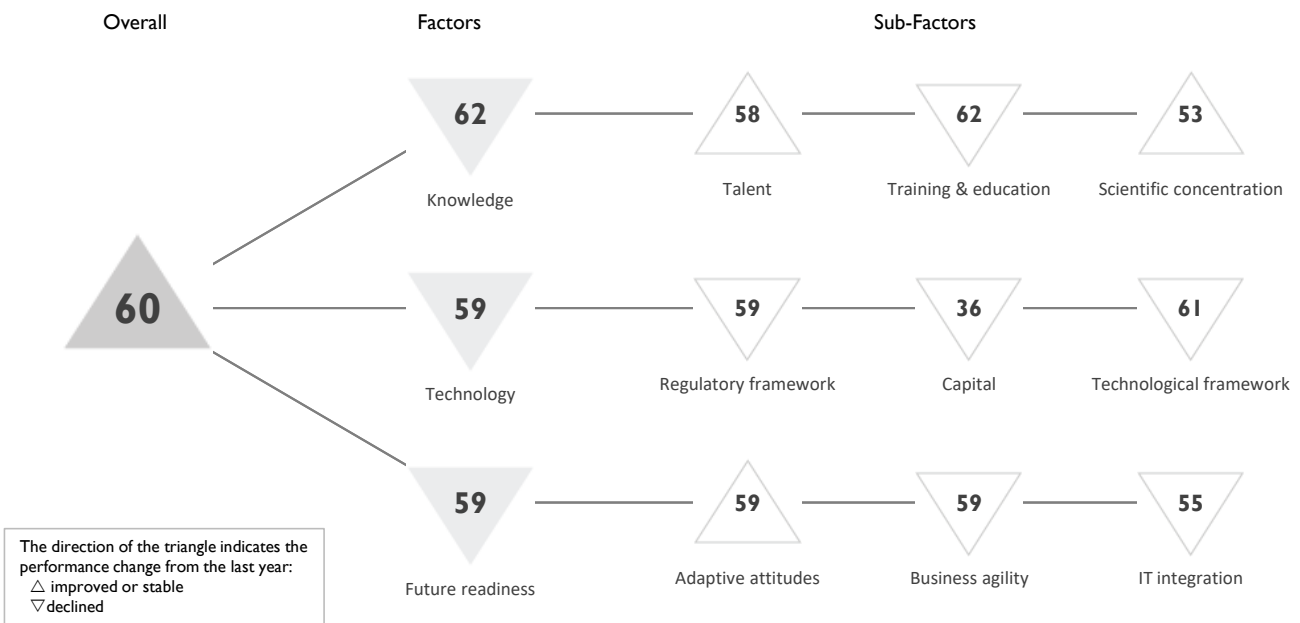 Overall Factors Sub-Factors
62 58 62 53
Knowledge Talent Training & education Scientific concentration
60 59 59 36 61
Technology Regulatory framework Capital Technological framework
59 59 59 55
Future readiness Adaptive attitudes Business agility IT integration
The direction of the triangle indicates the
performance change from the last year:
△ improved or stable
▽ declined